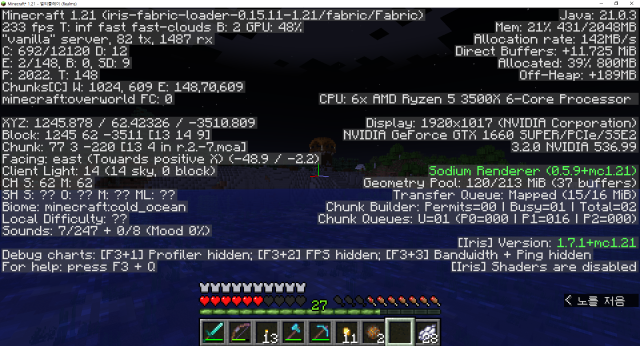 Minecraft 1.21 - 멀티플레이 (Realms)
Minecraft 1.21 (iris-fabric-loader-0.15.11-1.21/fabric/Fabric)
233 fps T: inf fast fast-clouds B: 2 GPU: 48%
"vanilla" server, 82 tx, 1487 rx
C: 692/12120 D: 12
E: 2/148, B: 0, SD: 9
P: 2022. T: 148
Chunks[C] W: 1024, 609 E: 148,70,609
minecraft:overworld FC: 0
XYZ: 1245.878 / 62.42326 / -3510.809
Block: 1245 62 -3511 [13 14 9]
Chunk: 77 3 -220 [13 4 in r.2.-7.mca]
Facing: east (Towards positive X) (-48.9 / -2.2)
Client Light: 14 (14 sky, 0 block)
CH S: 62 M: 62
SH S: ?? O: ?? M: ?? ML: ??
Biome: minecraft:cold_ocean
Local Difficulty: ??
Sounds: 7/247 + 0/8 (Mood 0%)
Debug charts: [F3+1] Profiler hidden; [F3+2] FPS hidden; [F3+3] Bandwidth + Ping hidden
For help: press F3 + Q
Java: 21.0.3
Mem: 21% 431/2048MB
Allocation rate: 142MB/s
Direct Buffers: +11.725 MiB
Allocated: 39% 800MB
Off-Heap: +189MB
CPU: 6x AMD Ryzen 5 3500X 6-Core Processor
Display: 1920x1017 (NVIDIA Corporation)
NVIDIA GeForce GTX 1660 SUPER/PCIe/SSE2
3.2.0 NVIDIA 536.99
Sodium Renderer (0.5.9+mc1.21)
Geometry Pool: 120/213 MiB (37 buffers)
Transfer Queue: Mapped (15/16 MiB)
Chunk Builder: Permits=00 | Busy=01 | Total=02
Chunk Queues: U=01 (P0=000 | P1=016 | P2=000)
[Iris] Version: 1.7.1+mc1.21
[Iris] Shaders are disabled
< 노를 저음
27
13
11
2
28